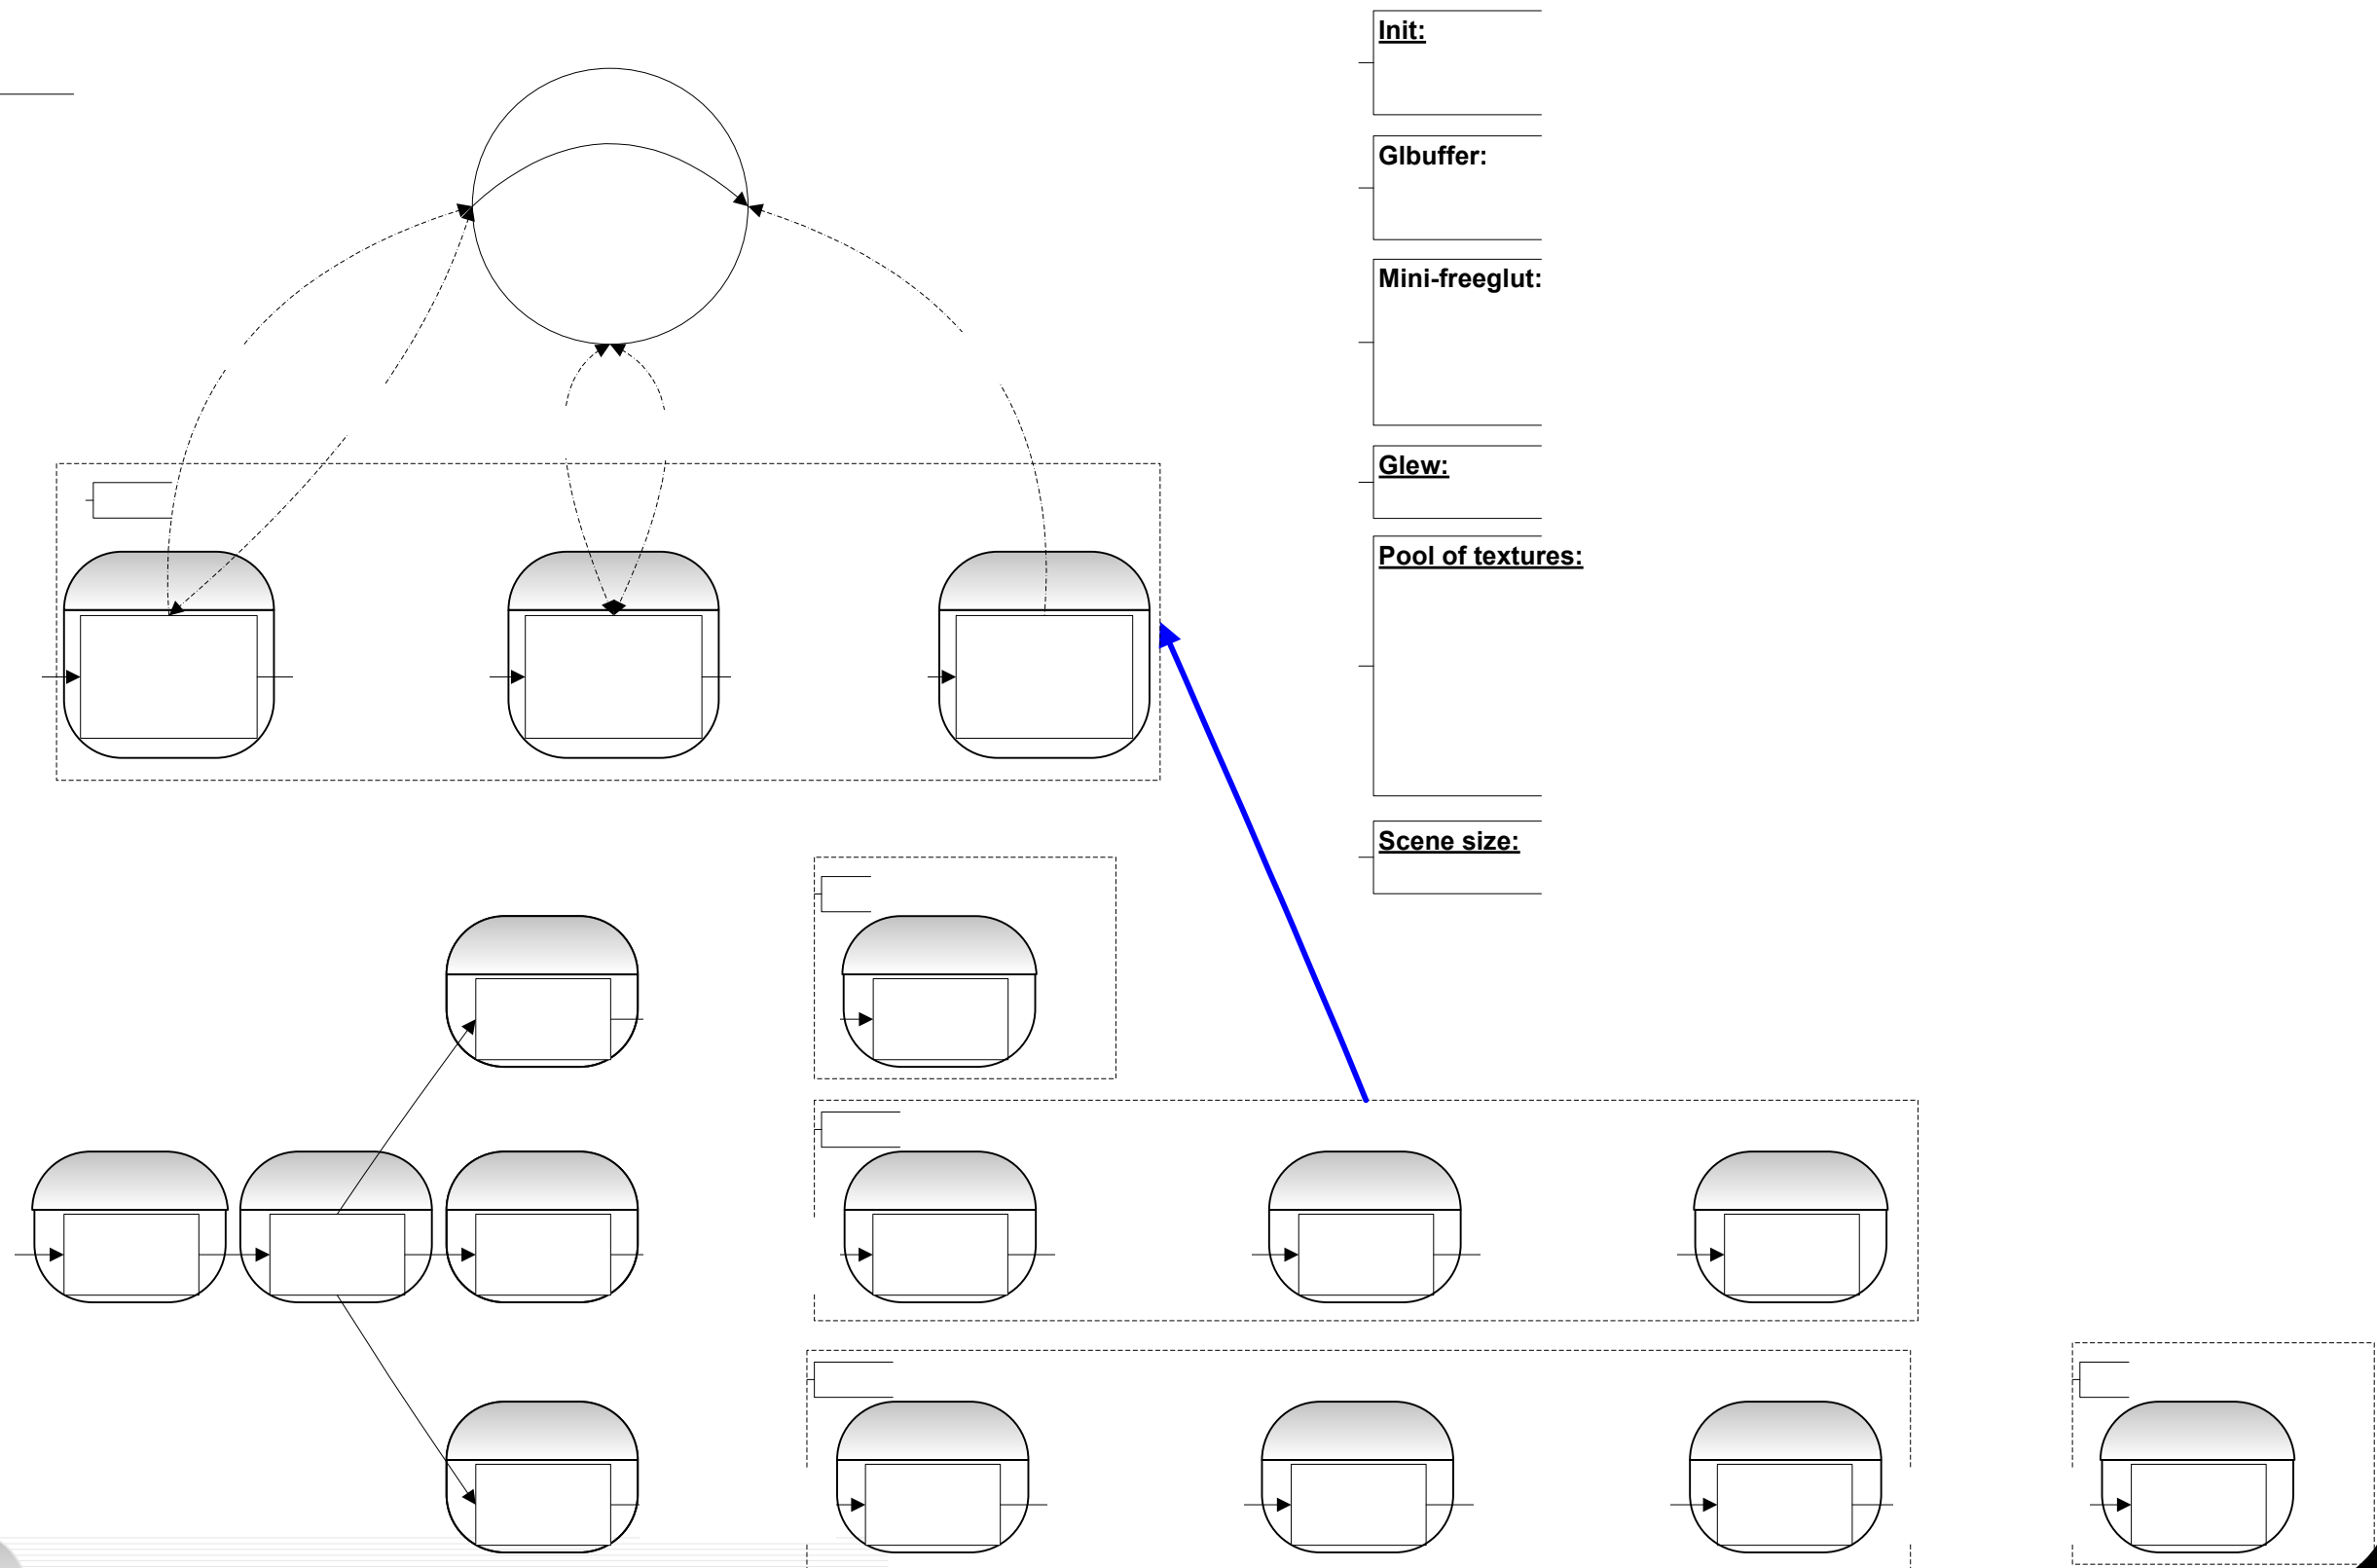 Init:
Glbuffer:
Mini-freeglut:
Glew:
Pool of textures:
Scene size: